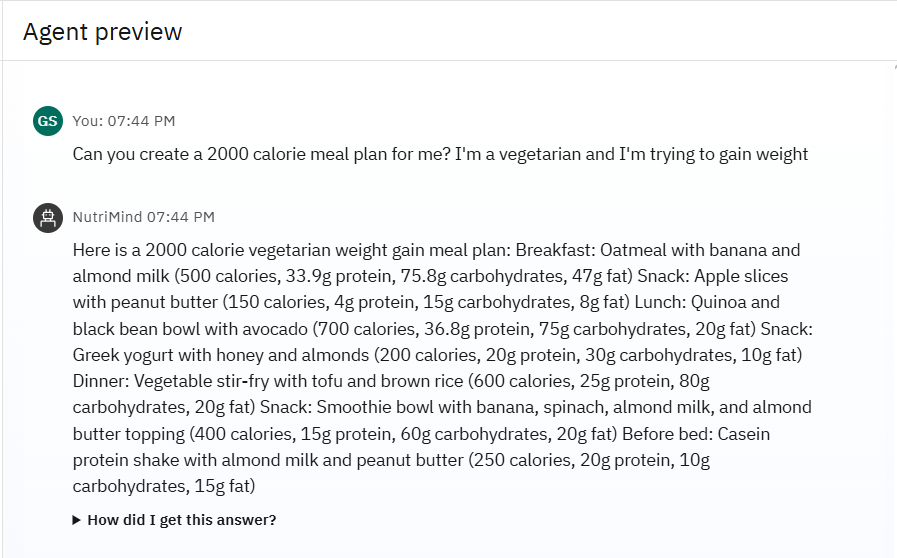 Agent preview
GS
You: 07:44 PM
Can you create a 2000 calorie meal plan for me? I'm a vegetarian and I'm trying to gain weight
NutriMind 07:44 PM
Here is a 2000 calorie vegetarian weight gain meal plan: Breakfast: Oatmeal with banana and
almond milk (500 calories, 33.9g protein, 75.8g carbohydrates, 47g fat) Snack: Apple slices
with peanut butter (150 calories, 4g protein, 15g carbohydrates, 8g fat) Lunch: Quinoa and
black bean bowl with avocado (700 calories, 36.8g protein, 75g carbohydrates, 20g fat) Snack:
Greek yogurt with honey and almonds (200 calories, 20g protein, 30g carbohydrates, 10g fat)
Dinner: Vegetable stir-fry with tofu and brown rice (600 calories, 25g protein, 80g
carbohydrates, 20g fat) Snack: Smoothie bowl with banana, spinach, almond milk, and almond
butter topping (400 calories, 15g protein, 60g carbohydrates, 20g fat) Before bed: Casein
protein shake with almond milk and peanut butter (250 calories, 20g protein, 10g
carbohydrates, 15g fat)
How did I get this answer?